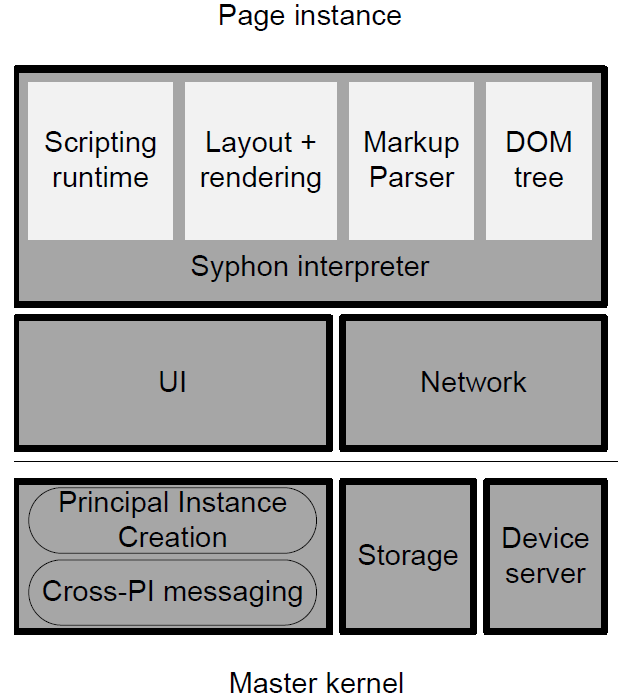 Page instance
Scripting
runtime
Layout +
rendering
Markup
Parser
DOM
tree
Syphon interpreter
UI
Network
Principal Instance
Creation
Cross-PI messaging
Storage
Device
server
Master kernel